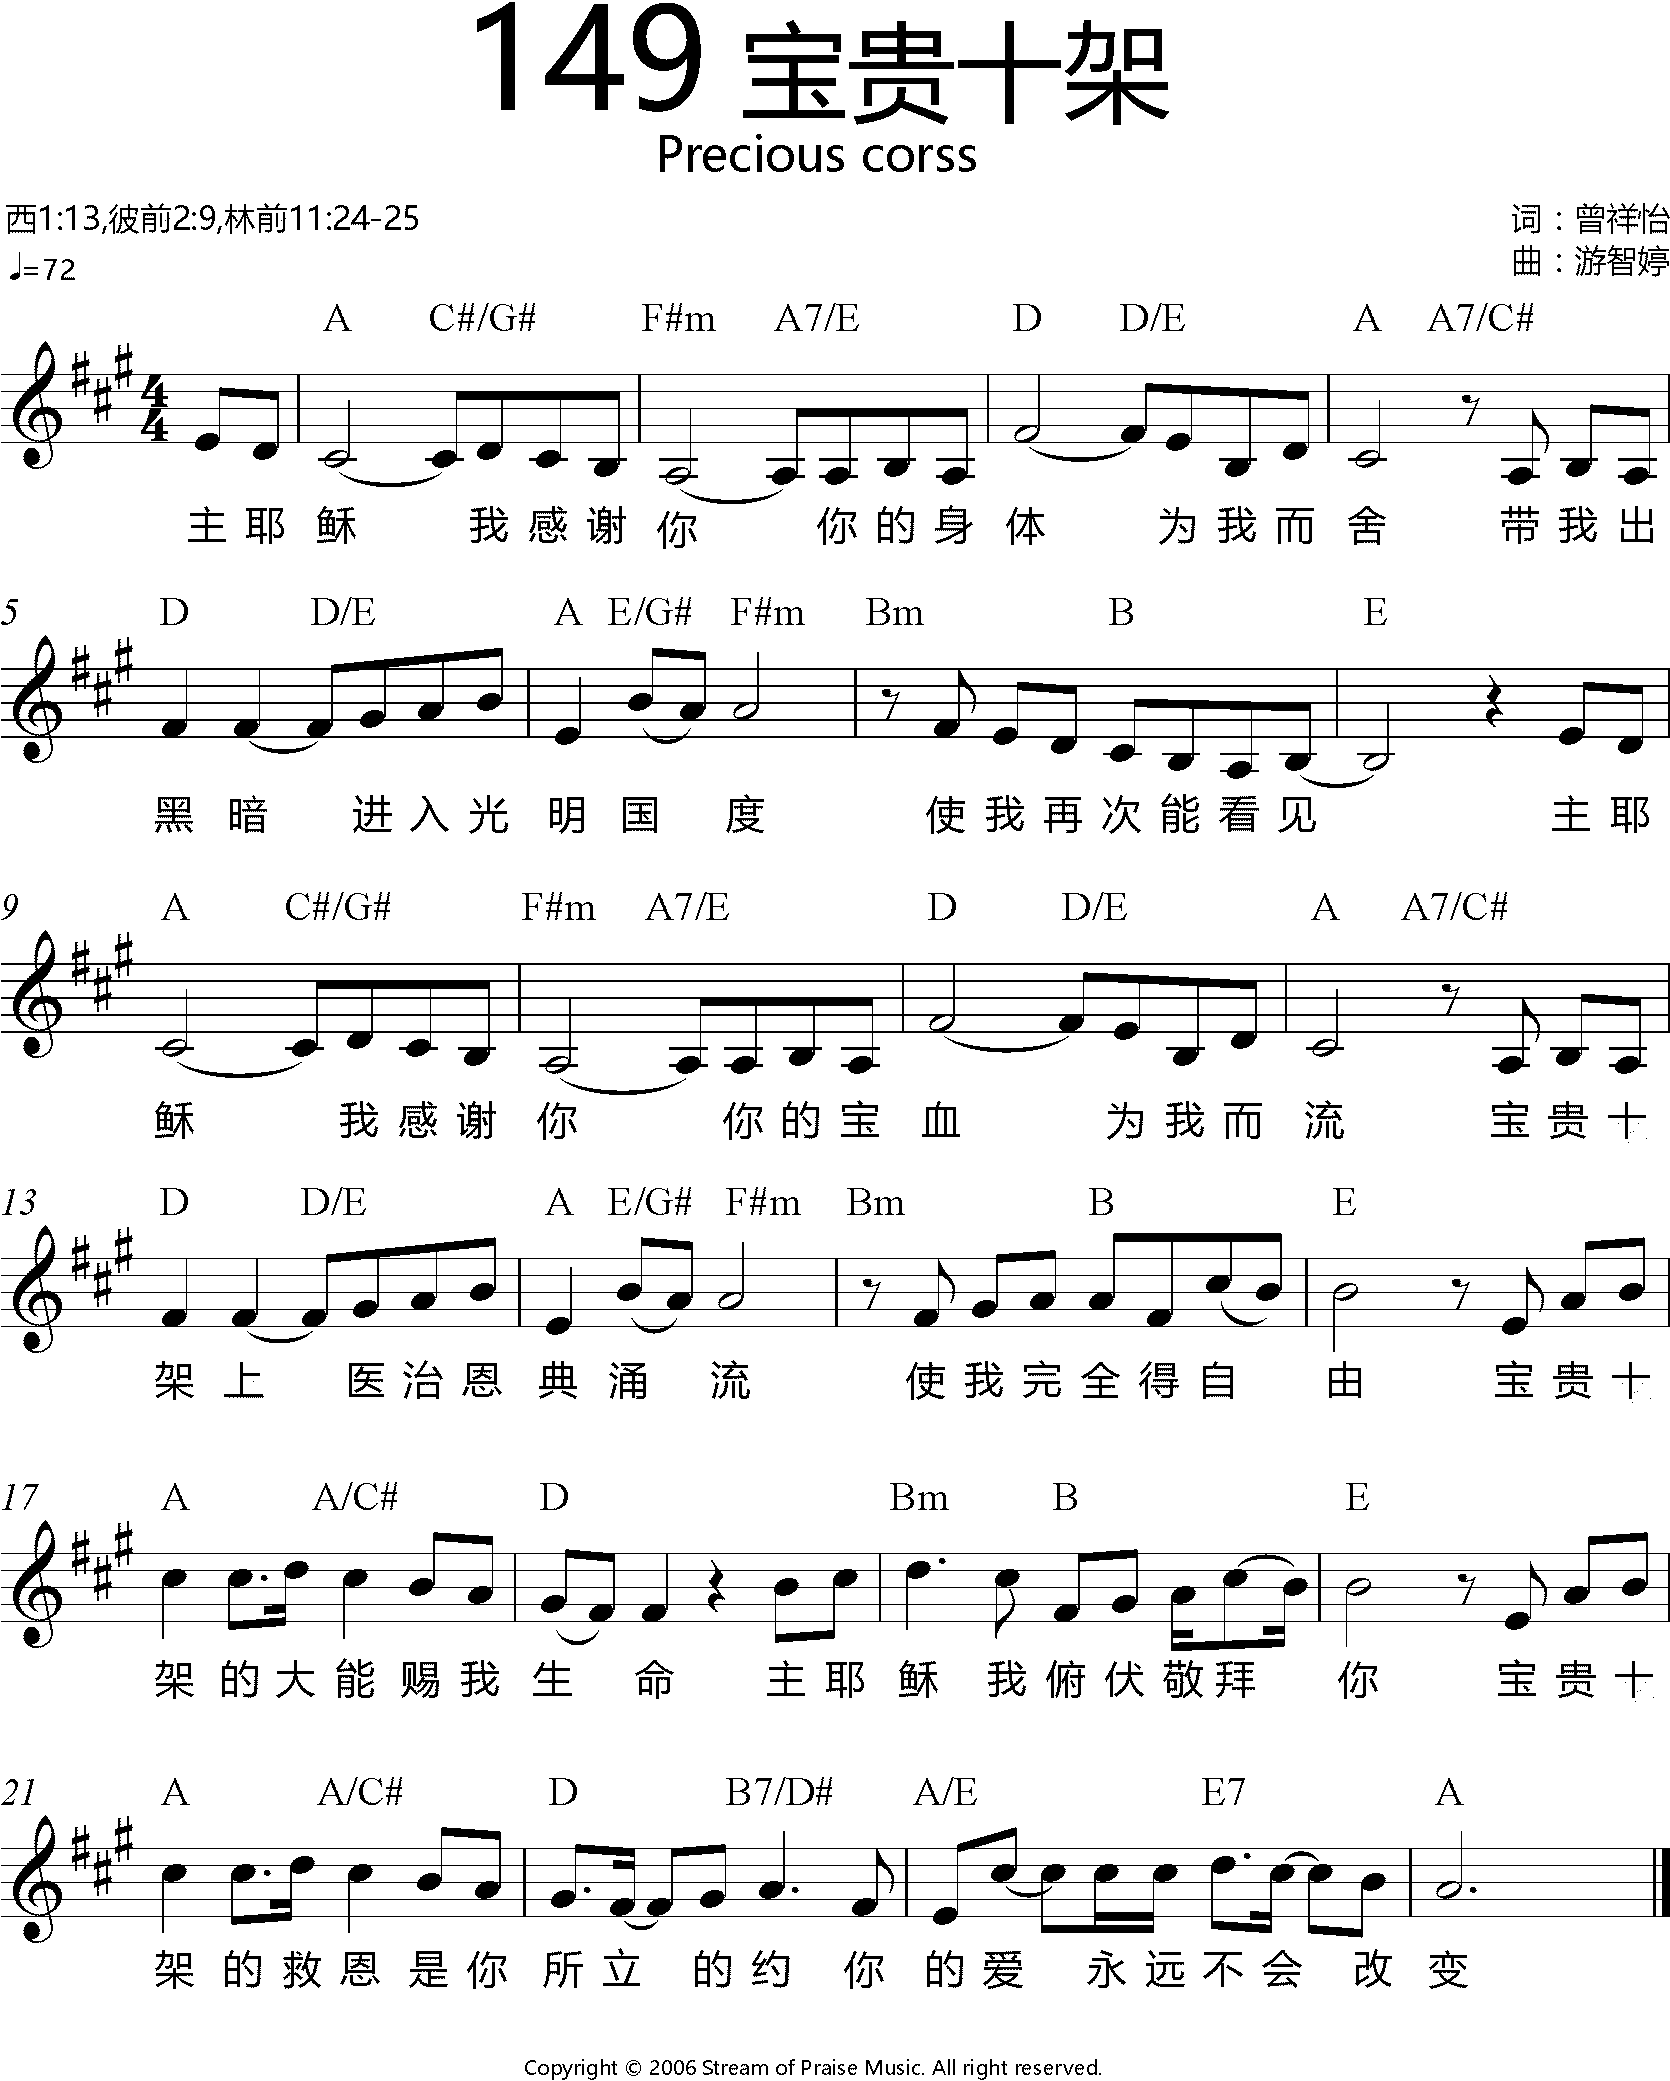 149 宝贵十架
Precious corss
西1:13,彼前2:9,林前11:24-25
词：曾祥怡
♩=72
曲：游智婷
A C#/G# F#m A7/E D D/E A A7/C#
4
4
主耶稣 我感谢你 你的身体 为我而舍 带我出
5 D D/E A E/G# F#m Bm B E
黑暗 进入光明国度 使我再次能看见 主耶
9 A C#/G# F#m A7/E D D/E A A7/C#
稣 我感谢你 你的宝血 为我而流 宝贵十
13 D D/E A E/G# F#m Bm B E
架上 医治恩典涌流 使我完全得自由 宝贵十
17 A A/C# D Bm B E
架的大能赐我生命 主耶稣我俯伏敬拜你 宝贵十
21 A A/C# D B7/D# A/E E7 A
架的救恩是你所立的约你的爱永远不会改变
Copyright © 2006 Stream of Praise Music. All right reserved.